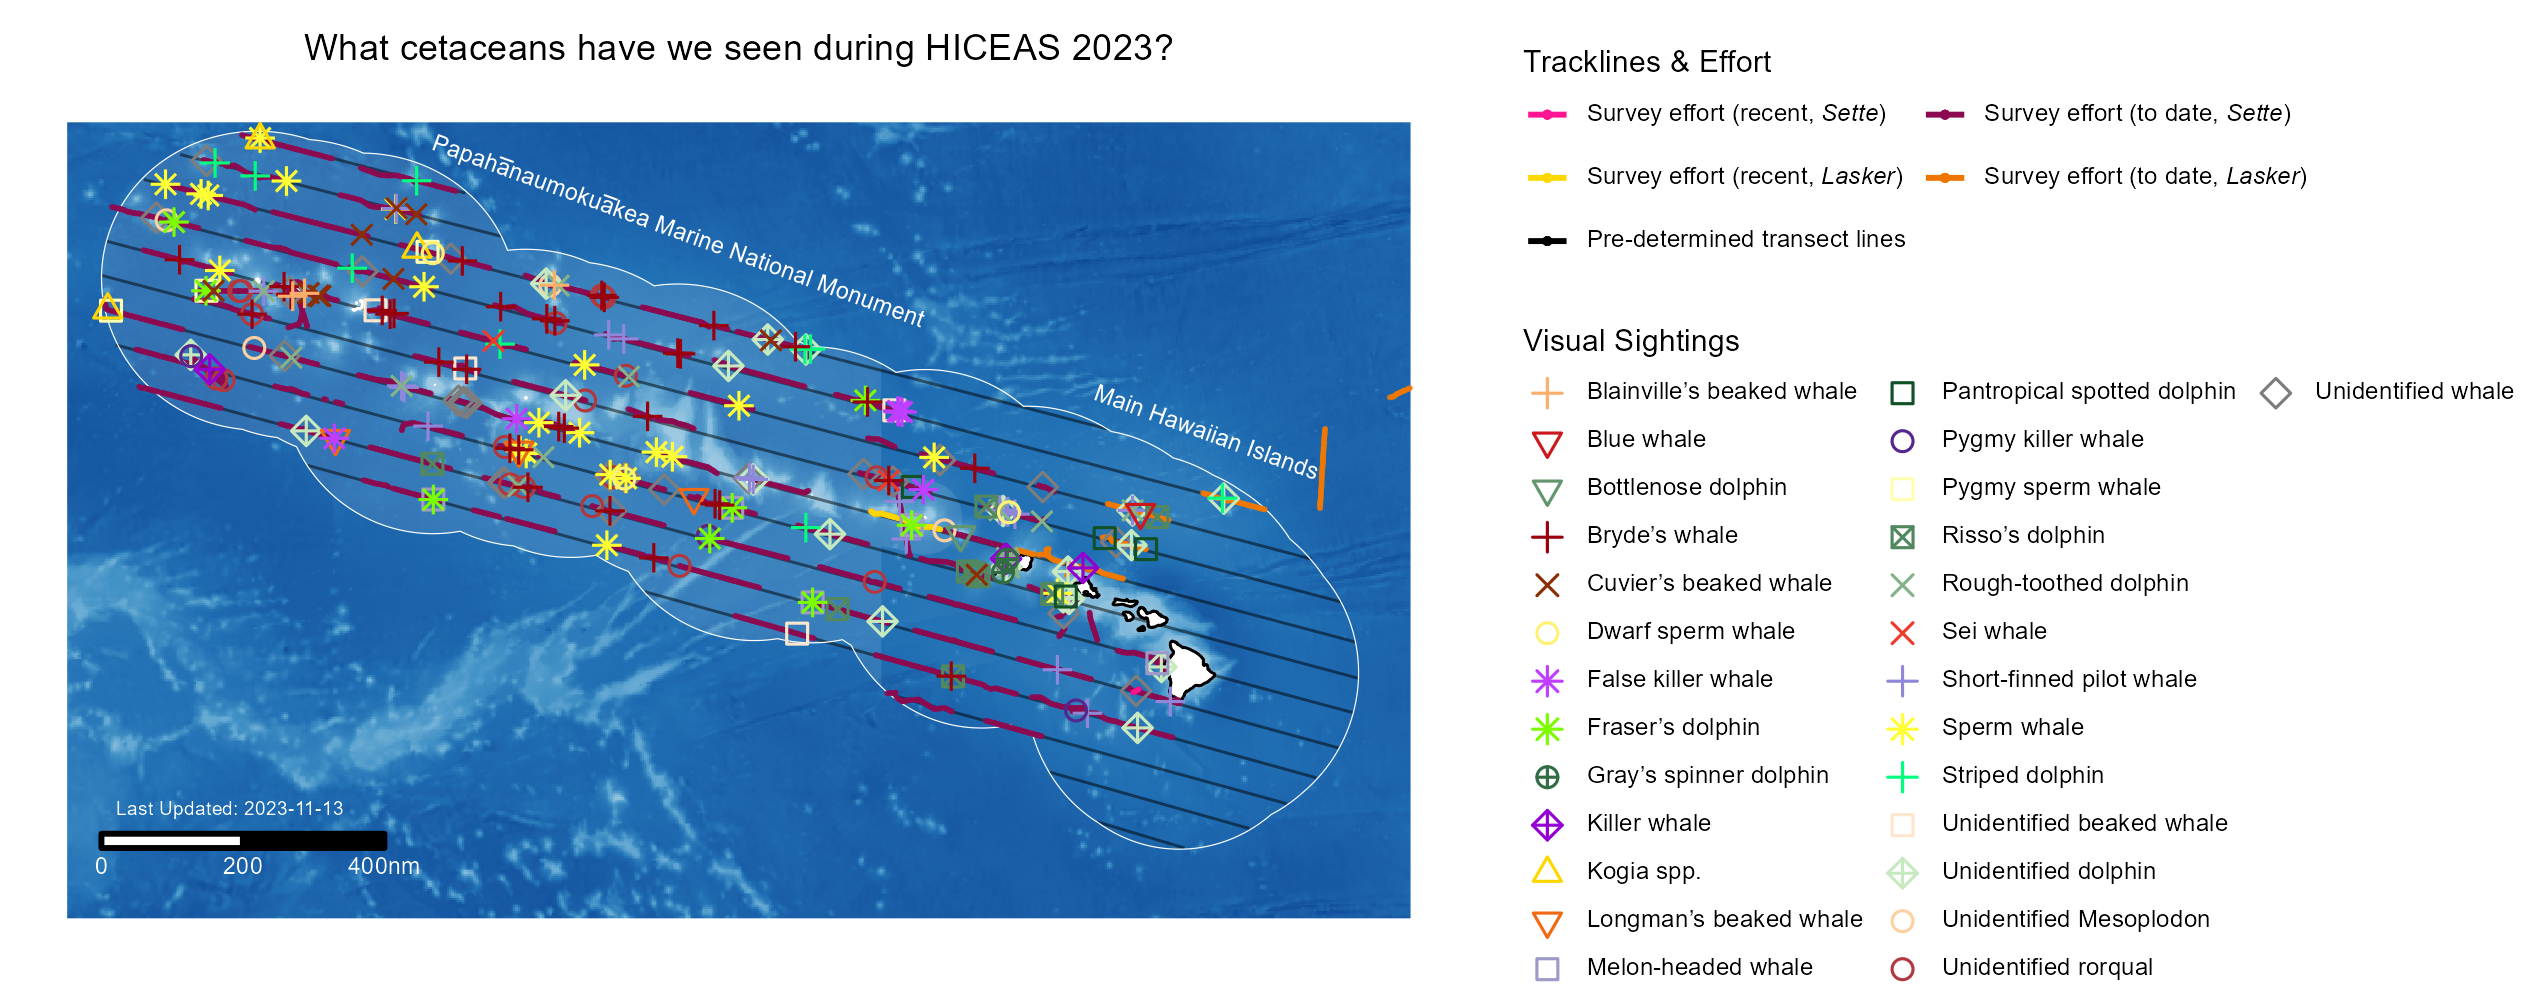 What cetaceans have we seen during HICEAS 2023?
Papahānaumokuākea Marine National Monument
Main Hawaiian Islands
Last Updated: 2023-11-13
0 200 400nm
Tracklines & Effort
Survey effort (recent, Sette) Survey effort (to date, Sette)
Survey effort (recent, Lasker) Survey effort (to date, Lasker)
Pre-determined transect lines
Visual Sightings
Blainville’s beaked whale Pantropical spotted dolphin Unidentified whale
Blue whale Pygmy killer whale
Bottlenose dolphin Pygmy sperm whale
Bryde’s whale Risso’s dolphin
Cuvier’s beaked whale Rough-toothed dolphin
Dwarf sperm whale Sei whale
False killer whale Short-finned pilot whale
Fraser’s dolphin Sperm whale
Gray’s spinner dolphin Striped dolphin
Killer whale Unidentified beaked whale
Kogia spp. Unidentified dolphin
Longman’s beaked whale Unidentified Mesoplodon
Melon-headed whale Unidentified rorqual